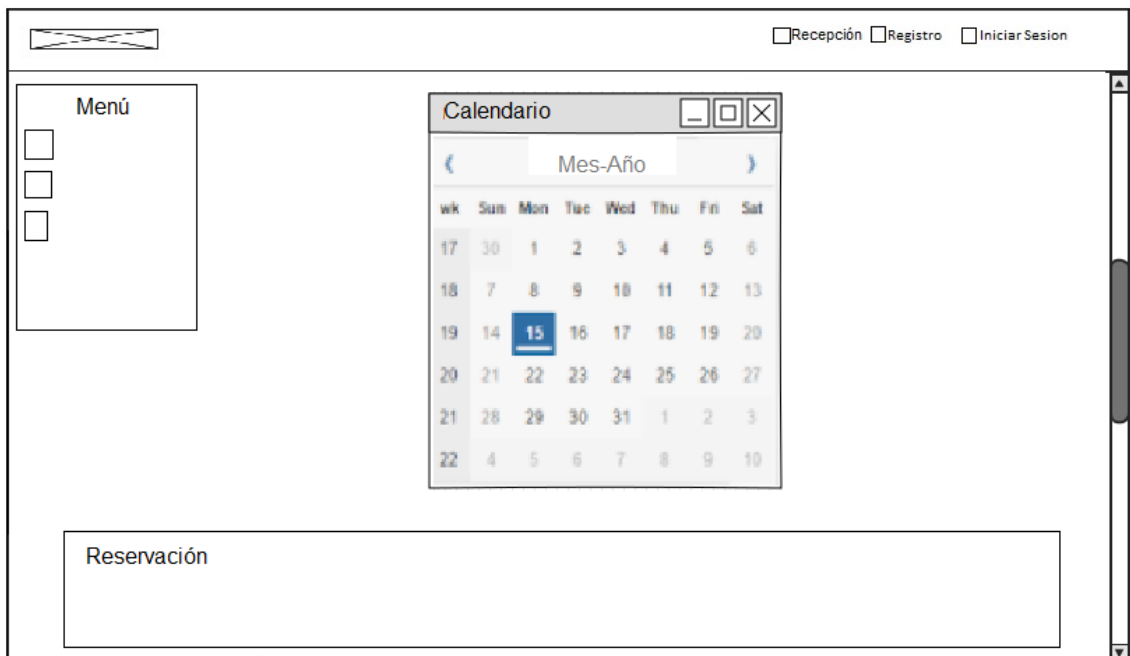 Recepción Registro Iniciar Sesion
Menú
Calendario
Mes-Año
wk Sun Mon Tue Wed Thu Fri Sat
17 30 1 2 3 4 5 6
18 7 8 9 10 11 12 13
19 14 15 16 17 18 19 20
20 21 22 23 24 25 26 27
21 28 29 30 31 1 2 3
22 4 5 6 7 8 9 10
Reservación